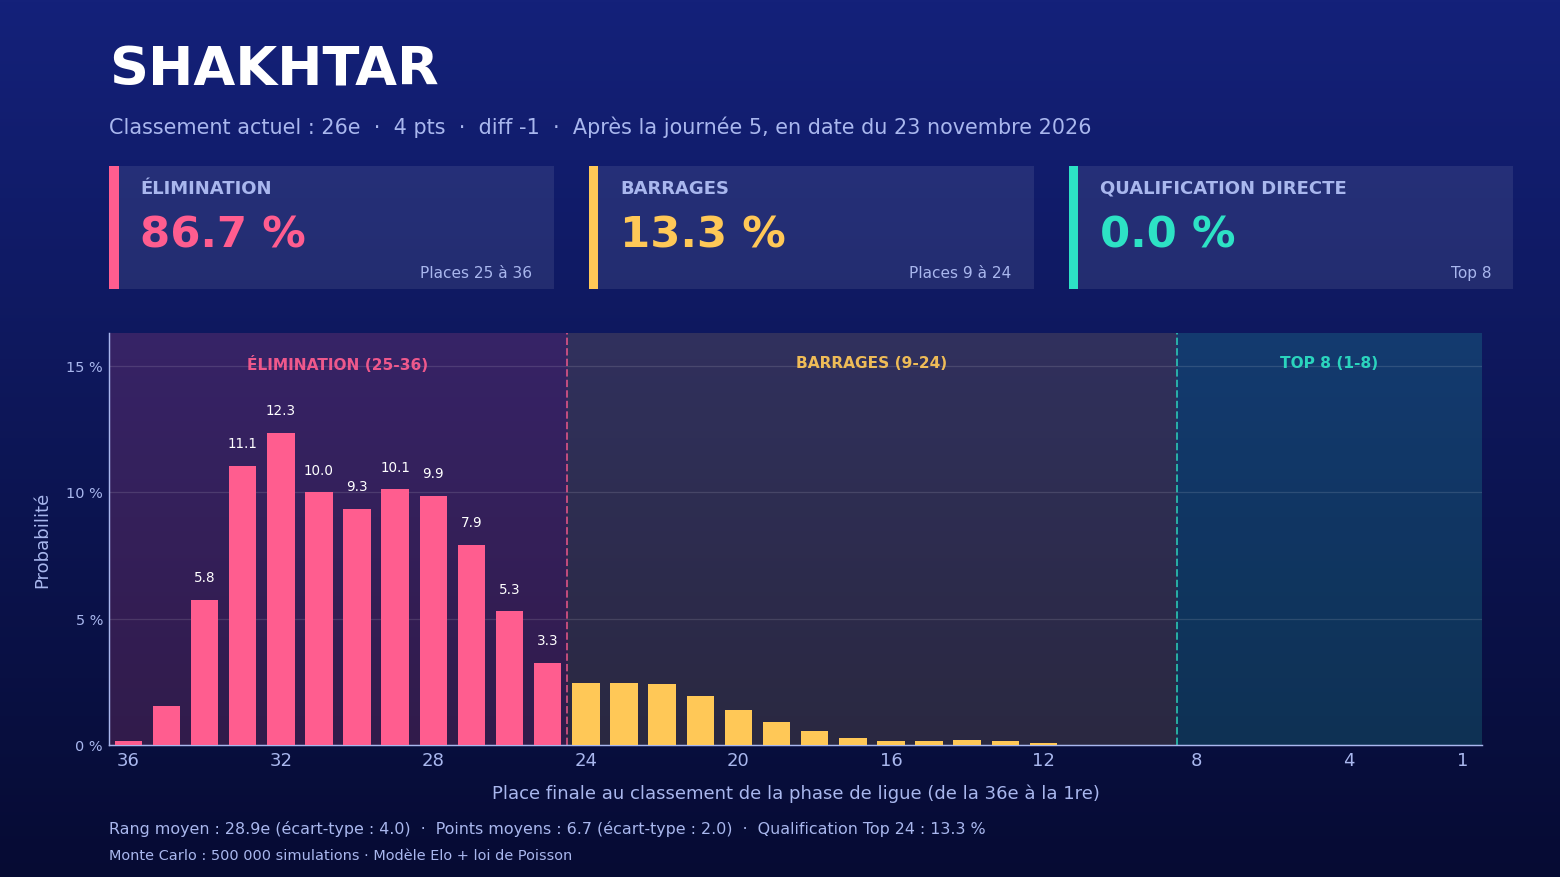 SHAKHTAR
Classement actuel : 26e · 4 pts · diff -1 · Après la journée 5, en date du 23 novembre 2026
ÉLIMINATION
86.7 %
Places 25 à 36
BARRAGES
13.3 %
Places 9 à 24
QUALIFICATION DIRECTE
0.0 %
Top 8
ÉLIMINATION (25-36)
BARRAGES (9-24)
TOP 8 (1-8)
Probabilité
15 %
10 %
5 %
0 %
5.8
11.1
12.3
10.0
9.3
10.1
9.9
7.9
5.3
3.3
36 32 28 24 20 16 12 8 4 1
Place finale au classement de la phase de ligue (de la 36e à la 1re)
Rang moyen : 28.9e (écart-type : 4.0) · Points moyens : 6.7 (écart-type : 2.0) · Qualification Top 24 : 13.3 %
Monte Carlo : 500 000 simulations · Modèle Elo + loi de Poisson